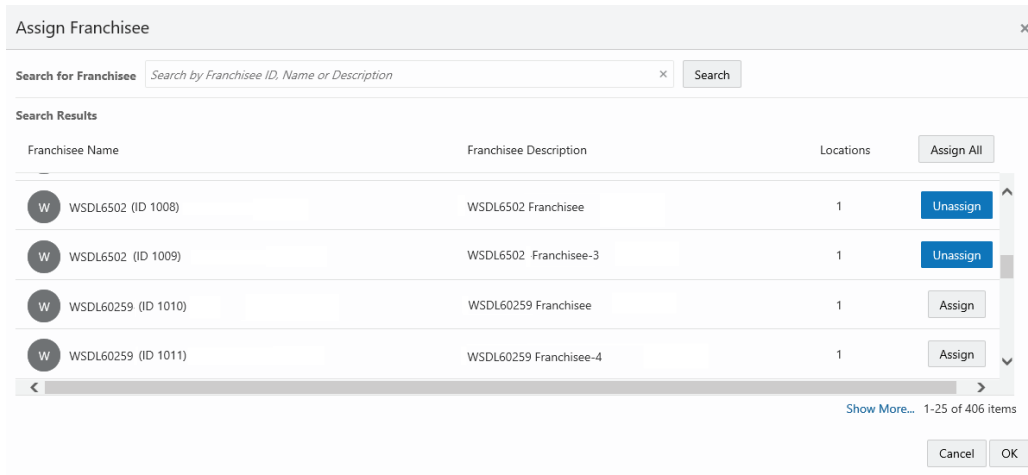 Assign Franchisee ×
Search for Franchisee Search by Franchisee ID, Name or Description × Search
Search Results
Franchisee Name Franchisee Description Locations Assign All
W WSDL6502 (ID 1008) WSDL6502 Franchisee 1 Unassign
W WSDL6502 (ID 1009) WSDL6502 Franchisee-3 1 Unassign
W WSDL60259 (ID 1010) WSDL60259 Franchisee 1 Assign
W WSDL60259 (ID 1011) WSDL60259 Franchisee-4 1 Assign
Show More... 1-25 of 406 items
Cancel OK